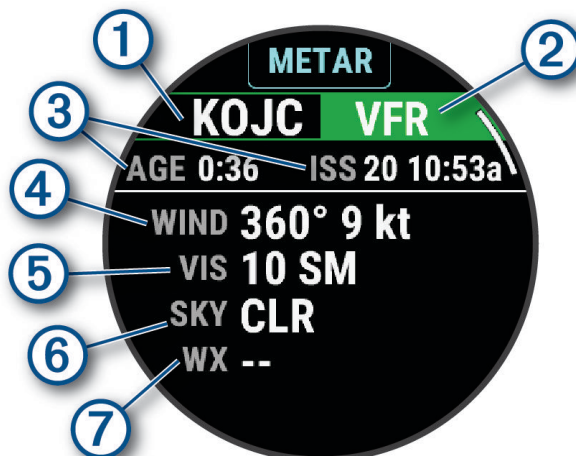 METAR
1
2
KOJC VFR
3
AGE 0:36 ISS 20 10:53a
4
WIND 360° 9 kt
5
VIS 10 SM
6
SKY CLR
7
WX --